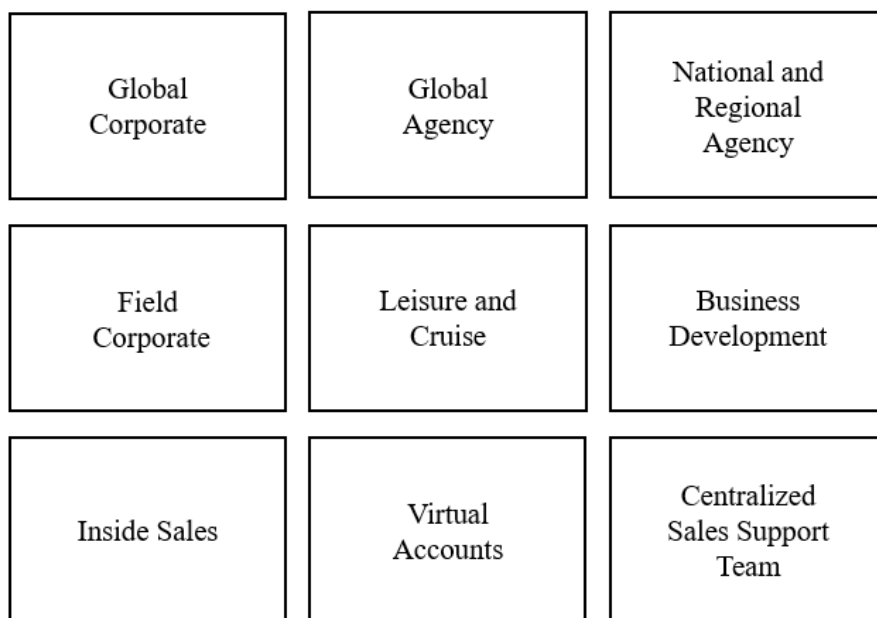 Global
Corporate
Global
Agency
National and
Regional
Agency
Field
Corporate
Leisure and
Cruise
Business
Development
Inside Sales
Virtual
Accounts
Centralized
Sales Support
Team